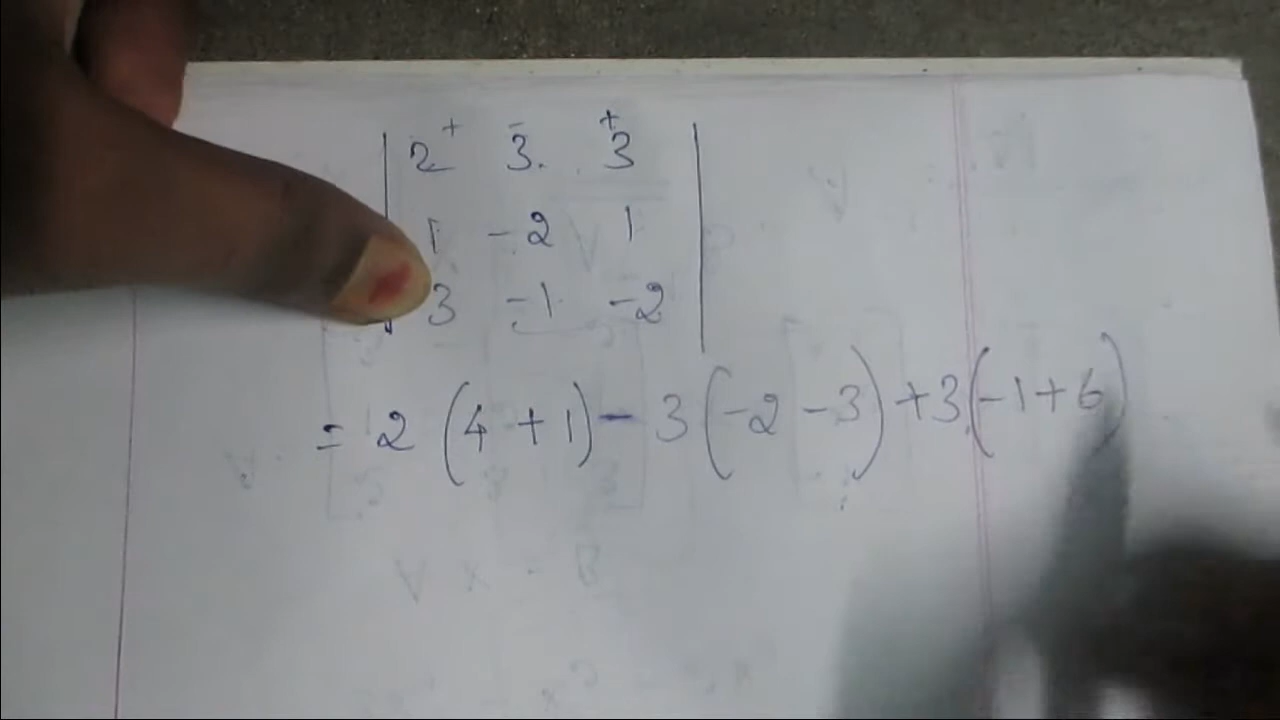 2+ 3- 3+
1 -2 1
3 -1 -2
= 2 (4 + 1) - 3 (-2 - 3) + 3.(-1 + 6)